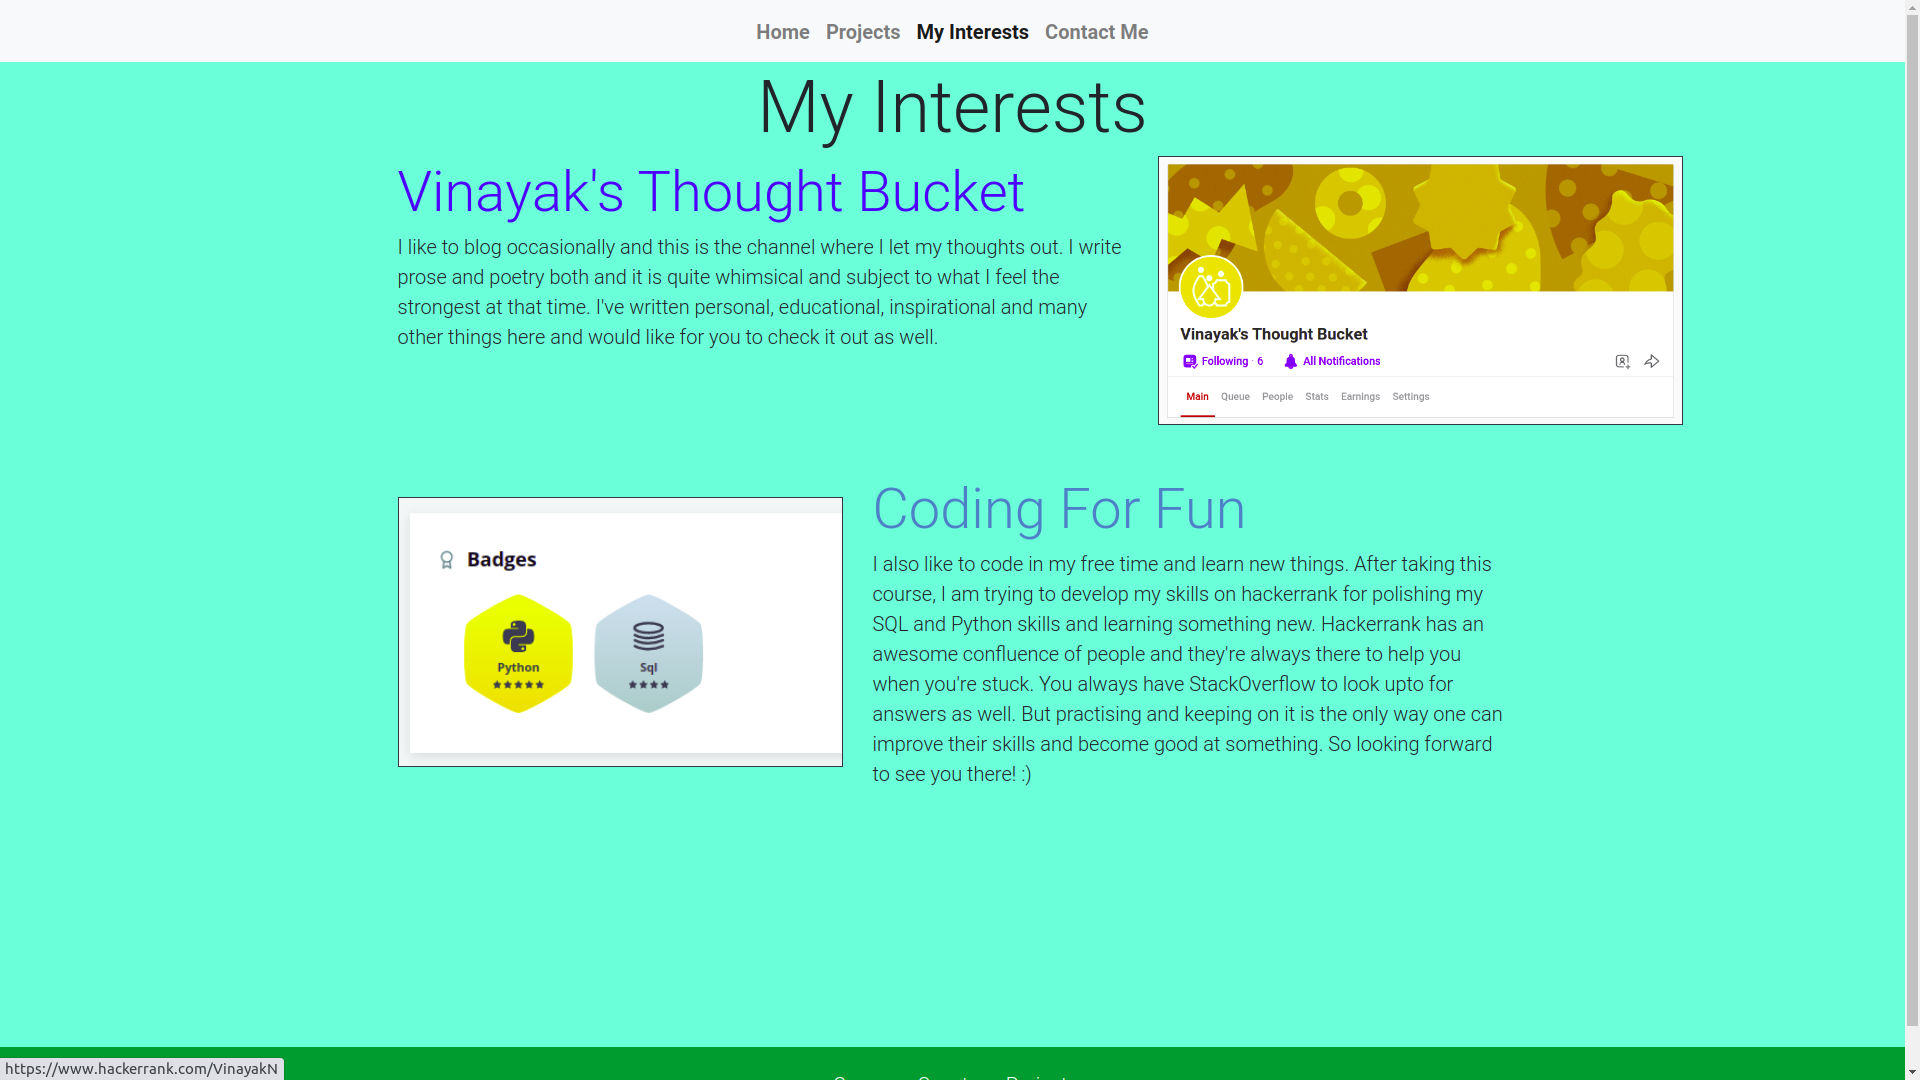 Home Projects My Interests Contact Me
My Interests
Vinayak's Thought Bucket
I like to blog occasionally and this is the channel where I let my thoughts out. I write
prose and poetry both and it is quite whimsical and subject to what I feel the
strongest at that time. I've written personal, educational, inspirational and many
other things here and would like for you to check it out as well.
Vinayak's Thought Bucket
Following · 6 All Notifications
Main Queue People Stats Earnings Settings
Badges
Python
Sql
Coding For Fun
I also like to code in my free time and learn new things. After taking this
course, I am trying to develop my skills on hackerrank for polishing my
SQL and Python skills and learning something new. Hackerrank has an
awesome confluence of people and they're always there to help you
when you're stuck. You always have StackOverflow to look upto for
answers as well. But practising and keeping on it is the only way one can
improve their skills and become good at something. So looking forward
to see you there! :)
https://www.hackerrank.com/VinayakN